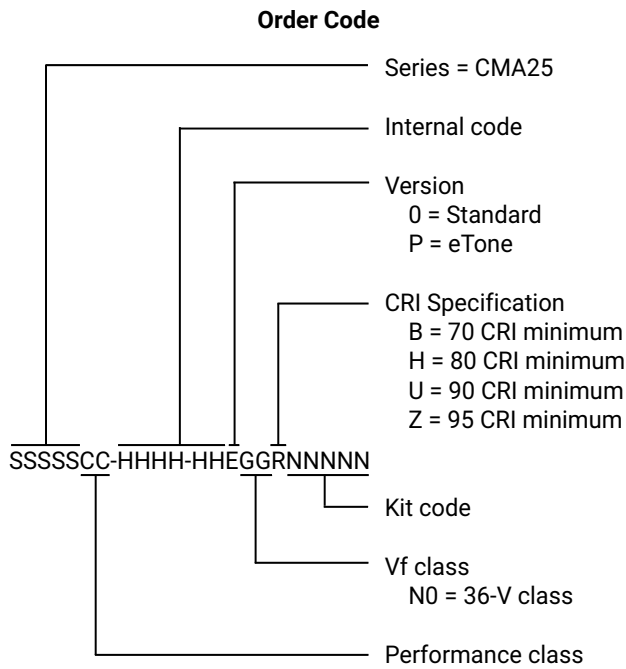 Order Code
Series = CMA25
Internal code
Version
0 = Standard
P = eTone
CRI Specification
B = 70 CRI minimum
H = 80 CRI minimum
U = 90 CRI minimum
Z = 95 CRI minimum
SSSSSCC-HHHH-HHEGGRNNNNN
Kit code
Vf class
N0 = 36-V class
Performance class